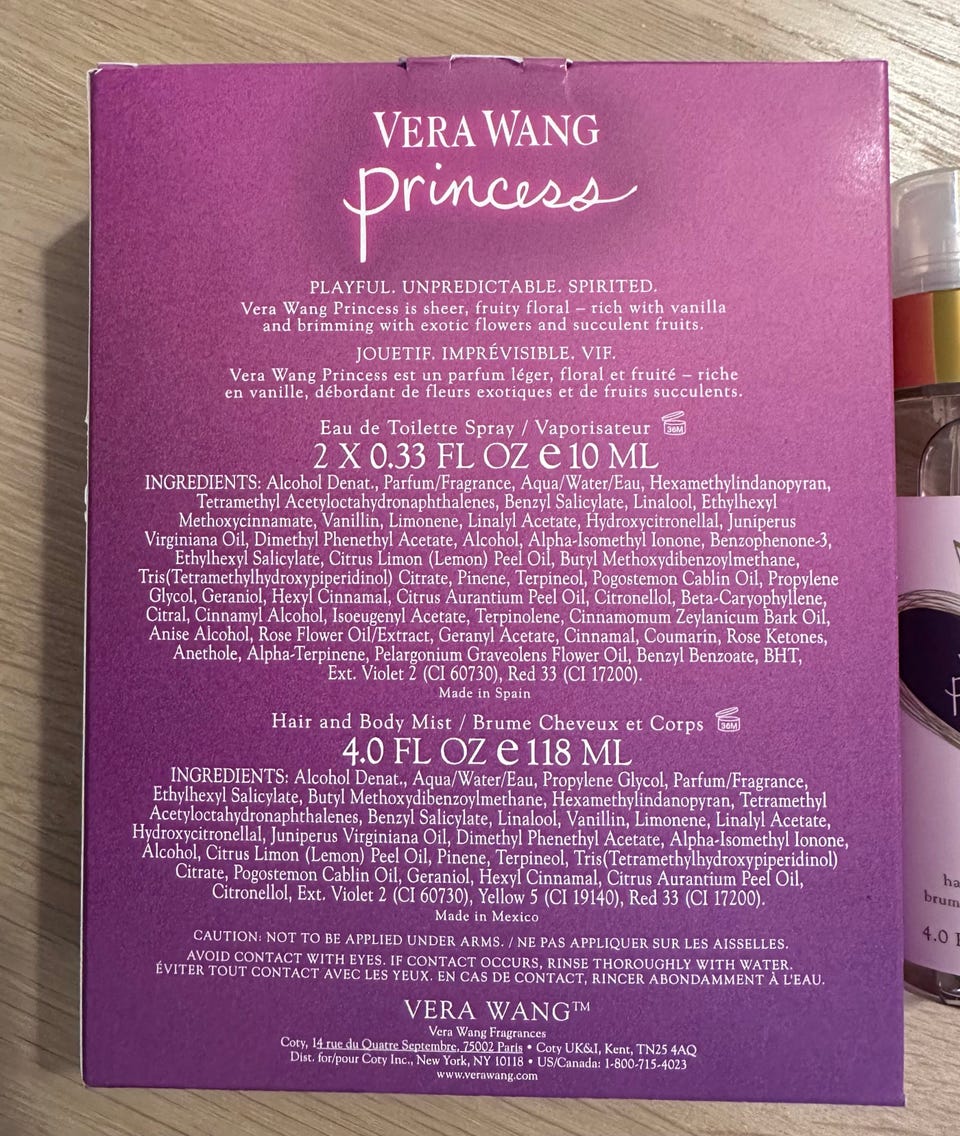 VERA WANG
princess
PLAYFUL. UNPREDICTABLE. SPIRITED.
Vera Wang Princess is sheer, fruity floral – rich with vanilla
and brimming with exotic flowers and succulent fruits.
JOUETIF. IMPRÉVISIBLE. VIF.
Vera Wang Princess est un parfum léger, floral et fruité – riche
en vanille, débordant de fleurs exotiques et de fruits succulents.
Eau de Toilette Spray / Vaporisateur 36M
2 X 0.33 FL OZ e 10 ML
INGREDIENTS: Alcohol Denat., Parfum/Fragrance, Aqua/Water/Eau, Hexamethylindanopyran,
Tetramethyl Acetyloctahydronaphthalenes, Benzyl Salicylate, Linalool, Ethylhexyl
Methoxycinnamate, Vanillin, Limonene, Linalyl Acetate, Hydroxycitronellal, Juniperus
Virginiana Oil, Dimethyl Phenethyl Acetate, Alcohol, Alpha-Isomethyl Ionone, Benzophenone-3,
Ethylhexyl Salicylate, Citrus Limon (Lemon) Peel Oil, Butyl Methoxydibenzoylmethane,
Tris(Tetramethylhydroxypiperidinol) Citrate, Pinene, Terpineol, Pogostemon Cablin Oil, Propylene
Glycol, Geraniol, Hexyl Cinnamal, Citrus Aurantium Peel Oil, Citronellol, Beta-Caryophyllene,
Citral, Cinnamyl Alcohol, Isoeugenyl Acetate, Terpinolene, Cinnamomum Zeylanicum Bark Oil,
Anise Alcohol, Rose Flower Oil/Extract, Geranyl Acetate, Cinnamal, Coumarin, Rose Ketones,
Anethole, Alpha-Terpinene, Pelargonium Graveolens Flower Oil, Benzyl Benzoate, BHT,
Ext. Violet 2 (CI 60730), Red 33 (CI 17200).
Made in Spain
Hair and Body Mist / Brume Cheveux et Corps 36M
4.0 FL OZ e 118 ML
INGREDIENTS: Alcohol Denat., Aqua/Water/Eau, Propylene Glycol, Parfum/Fragrance,
Ethylhexyl Salicylate, Butyl Methoxydibenzoylmethane, Hexamethylindanopyran, Tetramethyl
Acetyloctahydronaphthalenes, Benzyl Salicylate, Linalool, Vanillin, Limonene, Linalyl Acetate,
Hydroxycitronellal, Juniperus Virginiana Oil, Dimethyl Phenethyl Acetate, Alpha-Isomethyl Ionone,
Alcohol, Citrus Limon (Lemon) Peel Oil, Pinene, Terpineol, Tris(Tetramethylhydroxypiperidinol)
Citrate, Pogostemon Cablin Oil, Geraniol, Hexyl Cinnamal, Citrus Aurantium Peel Oil,
Citronellol, Ext. Violet 2 (CI 60730), Yellow 5 (CI 19140), Red 33 (CI 17200).
Made in Mexico
CAUTION: NOT TO BE APPLIED UNDER ARMS. / NE PAS APPLIQUER SUR LES AISSELLES.
AVOID CONTACT WITH EYES. IF CONTACT OCCURS, RINSE THOROUGHLY WITH WATER.
ÉVITER TOUT CONTACT AVEC LES YEUX. EN CAS DE CONTACT, RINCER ABONDAMMENT À L'EAU.
VERA WANG™
Vera Wang Fragrances
Coty, 14 rue du Quatre Septembre, 75002 Paris • Coty UK&I, Kent, TN25 4AQ
Dist. for/pour Coty Inc., New York, NY 10118 • US/Canada: 1-800-715-4023
www.verawang.com
ha
brum
4.0 F